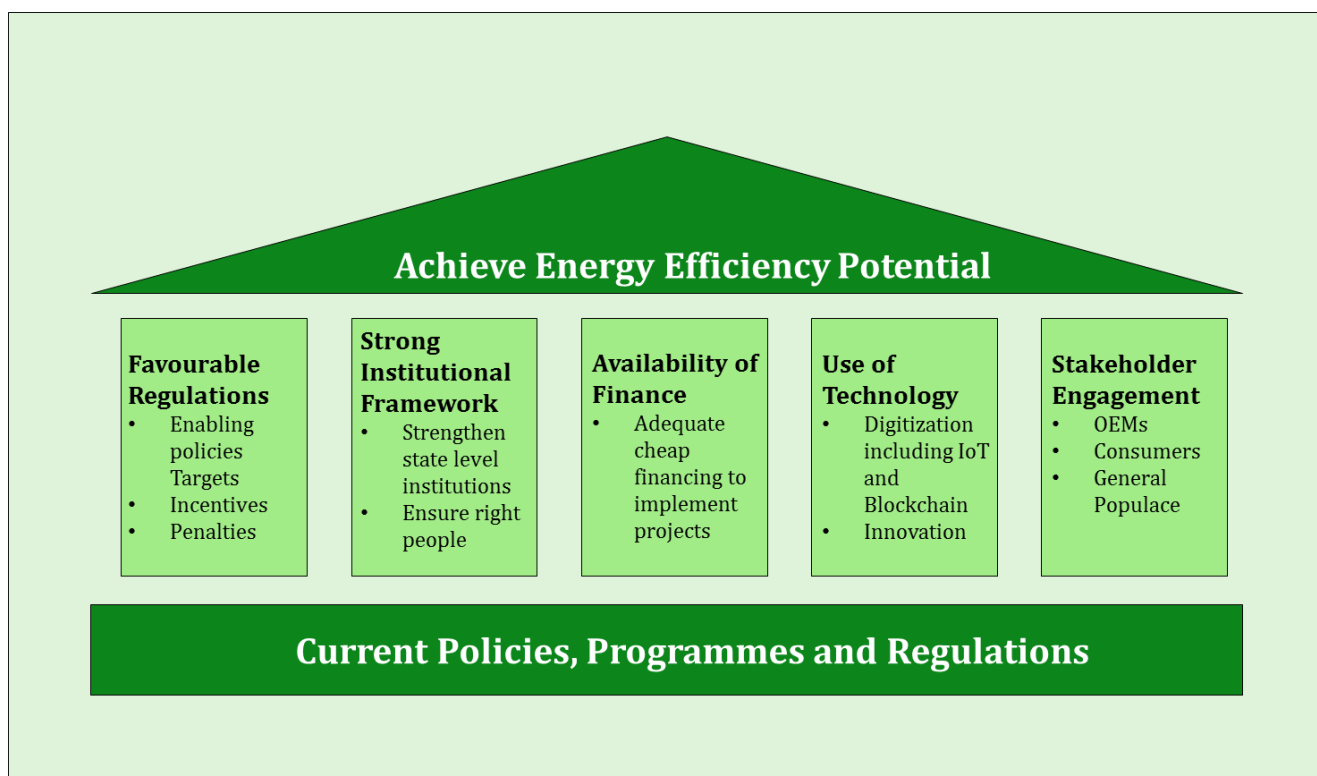 Achieve Energy Efficiency Potential
Favourable
Regulations
• Enabling
policies
Targets
• Incentives
• Penalties
Strong
Institutional
Framework
• Strengthen
state level
institutions
• Ensure right
people
Availability of
Finance
• Adequate
cheap
financing to
implement
projects
Use of
Technology
• Digitization
including IoT
and
Blockchain
• Innovation
Stakeholder
Engagement
• OEMs
• Consumers
• General
Populace
Current Policies, Programmes and Regulations